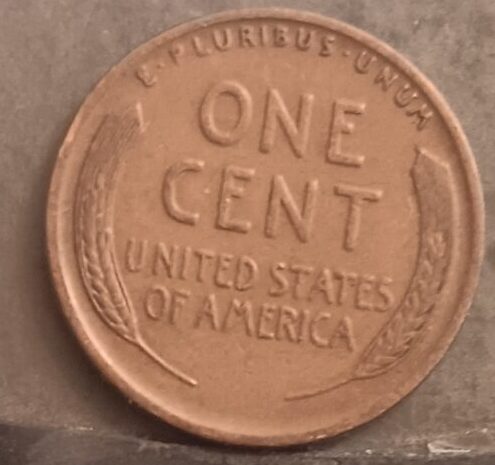 E·PLURIBUS·UNUM
ONE
CENT
UNITED STATES
OF AMERICA